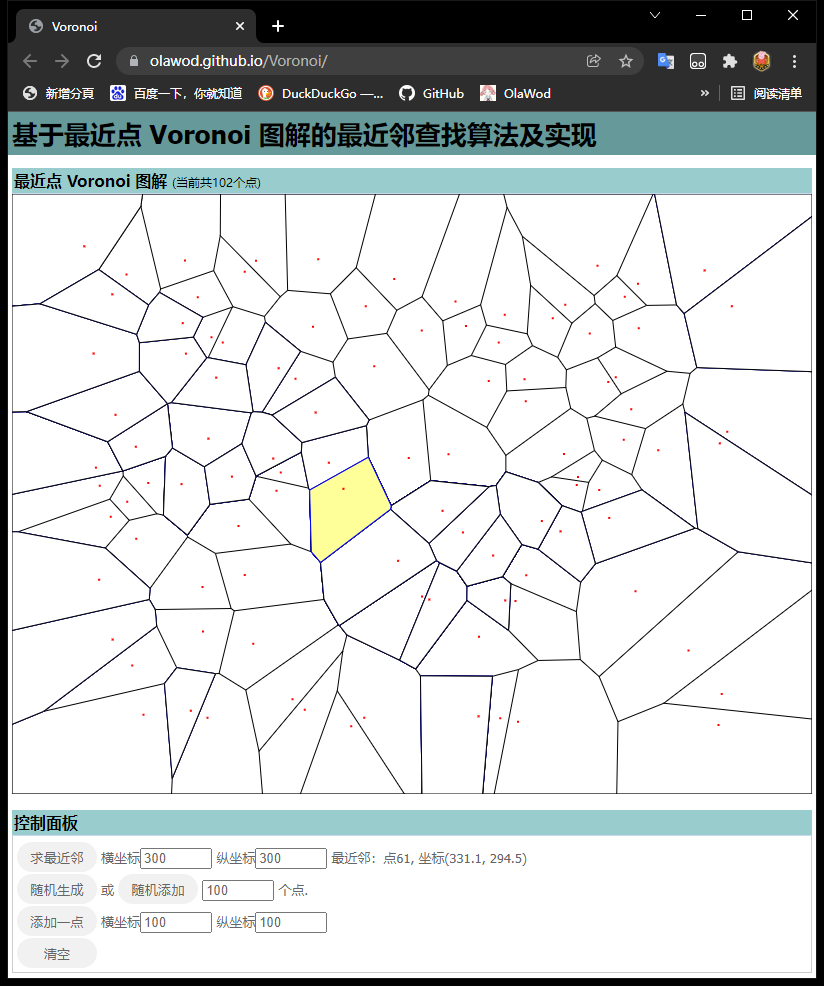 Voronoi
olawod.github.io/Voronoi/
新增分頁 百度一下，你就知道 DuckDuckGo —... GitHub OlaWod » 阅读清单
基于最近点 Voronoi 图解的最近邻查找算法及实现
最近点 Voronoi 图解 (当前共102个点)
控制面板
求最近邻 横坐标 300 纵坐标 300 最近邻：点61, 坐标(331.1, 294.5)
随机生成 或 随机添加 100 个点.
添加一点 横坐标 100 纵坐标 100
清空